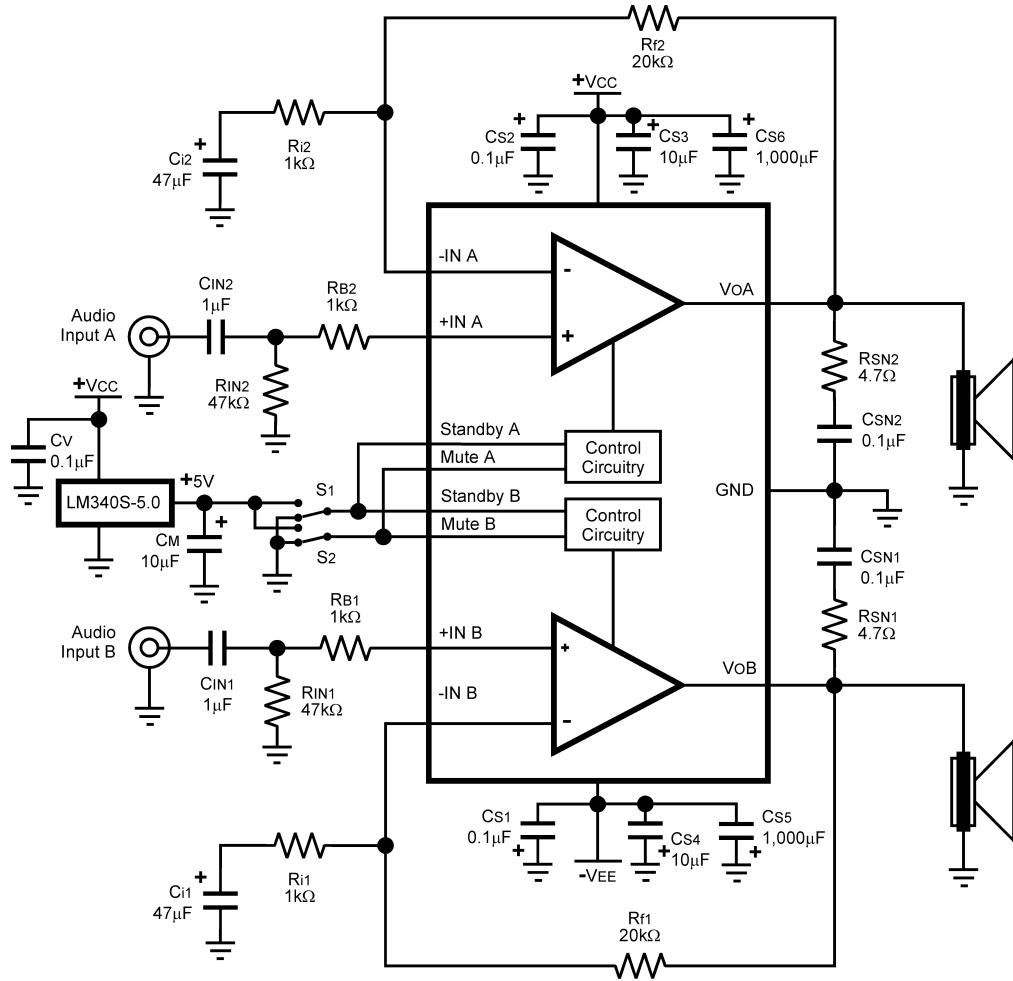 Rf2
20kΩ
+VCC
+
CS2
0.1µF
+
CS3
10µF
+
CS6
1,000µF
Ri2
1kΩ
+
Ci2
47µF
-IN A
-
CIN2
1µF
RB2
1kΩ
VOA
Audio
Input A
+IN A
+
RSN2
4.7Ω
+VCC
RIN2
47kΩ
CSN2
0.1µF
CV
0.1µF
Standby A
Mute A
Control
Circuitry
LM340S-5.0
+5V
S1
Standby B
Mute B
Control
Circuitry
GND
+
CM
10µF
S2
CSN1
0.1µF
RB1
1kΩ
RSN1
4.7Ω
Audio
Input B
+IN B
+
VOB
CIN1
1µF
RIN1
47kΩ
-IN B
-
CS1
0.1µF
+
CS4
+10µF
CS5
1,000µF
+
-VEE
Ri1
1kΩ
+
Ci1
47µF
Rf1
20kΩ